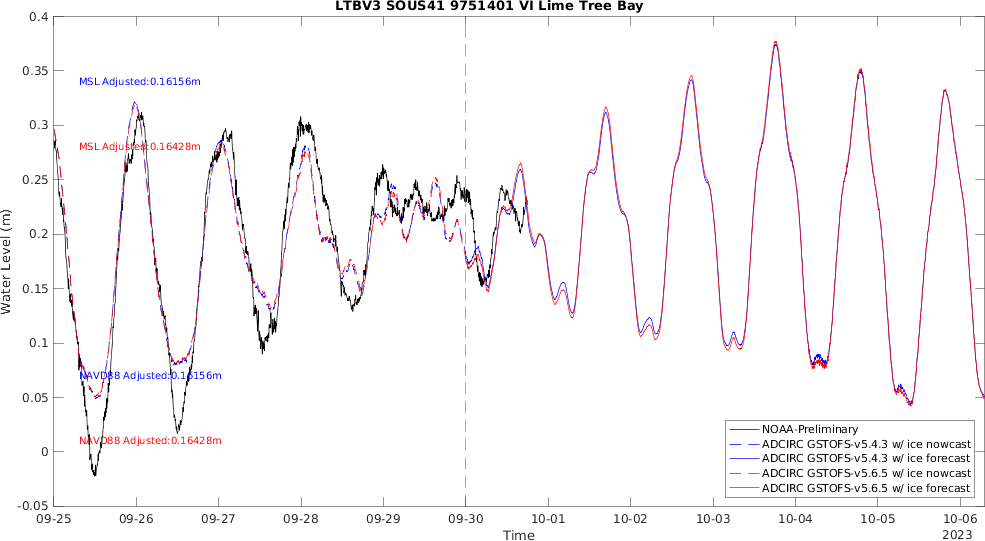 LTBV3 SOUS41 9751401 VI Lime Tree Bay
0.4
0.35
0.3
0.25
0.2
0.15
0.1
0.05
0
-0.05
Water Level (m)
MSL Adjusted:0.16156m
MSL Adjusted:0.16428m
NAVD88 Adjusted:0.16156m
NAVD88 Adjusted:0.16428m
NOAA-Preliminary
ADCIRC GSTOFS-v5.4.3 w/ ice nowcast
ADCIRC GSTOFS-v5.4.3 w/ ice forecast
ADCIRC GSTOFS-v5.6.5 w/ ice nowcast
ADCIRC GSTOFS-v5.6.5 w/ ice forecast
09-25 09-26 09-27 09-28 09-29 09-30 10-01 10-02 10-03 10-04 10-05 10-06
Time
2023